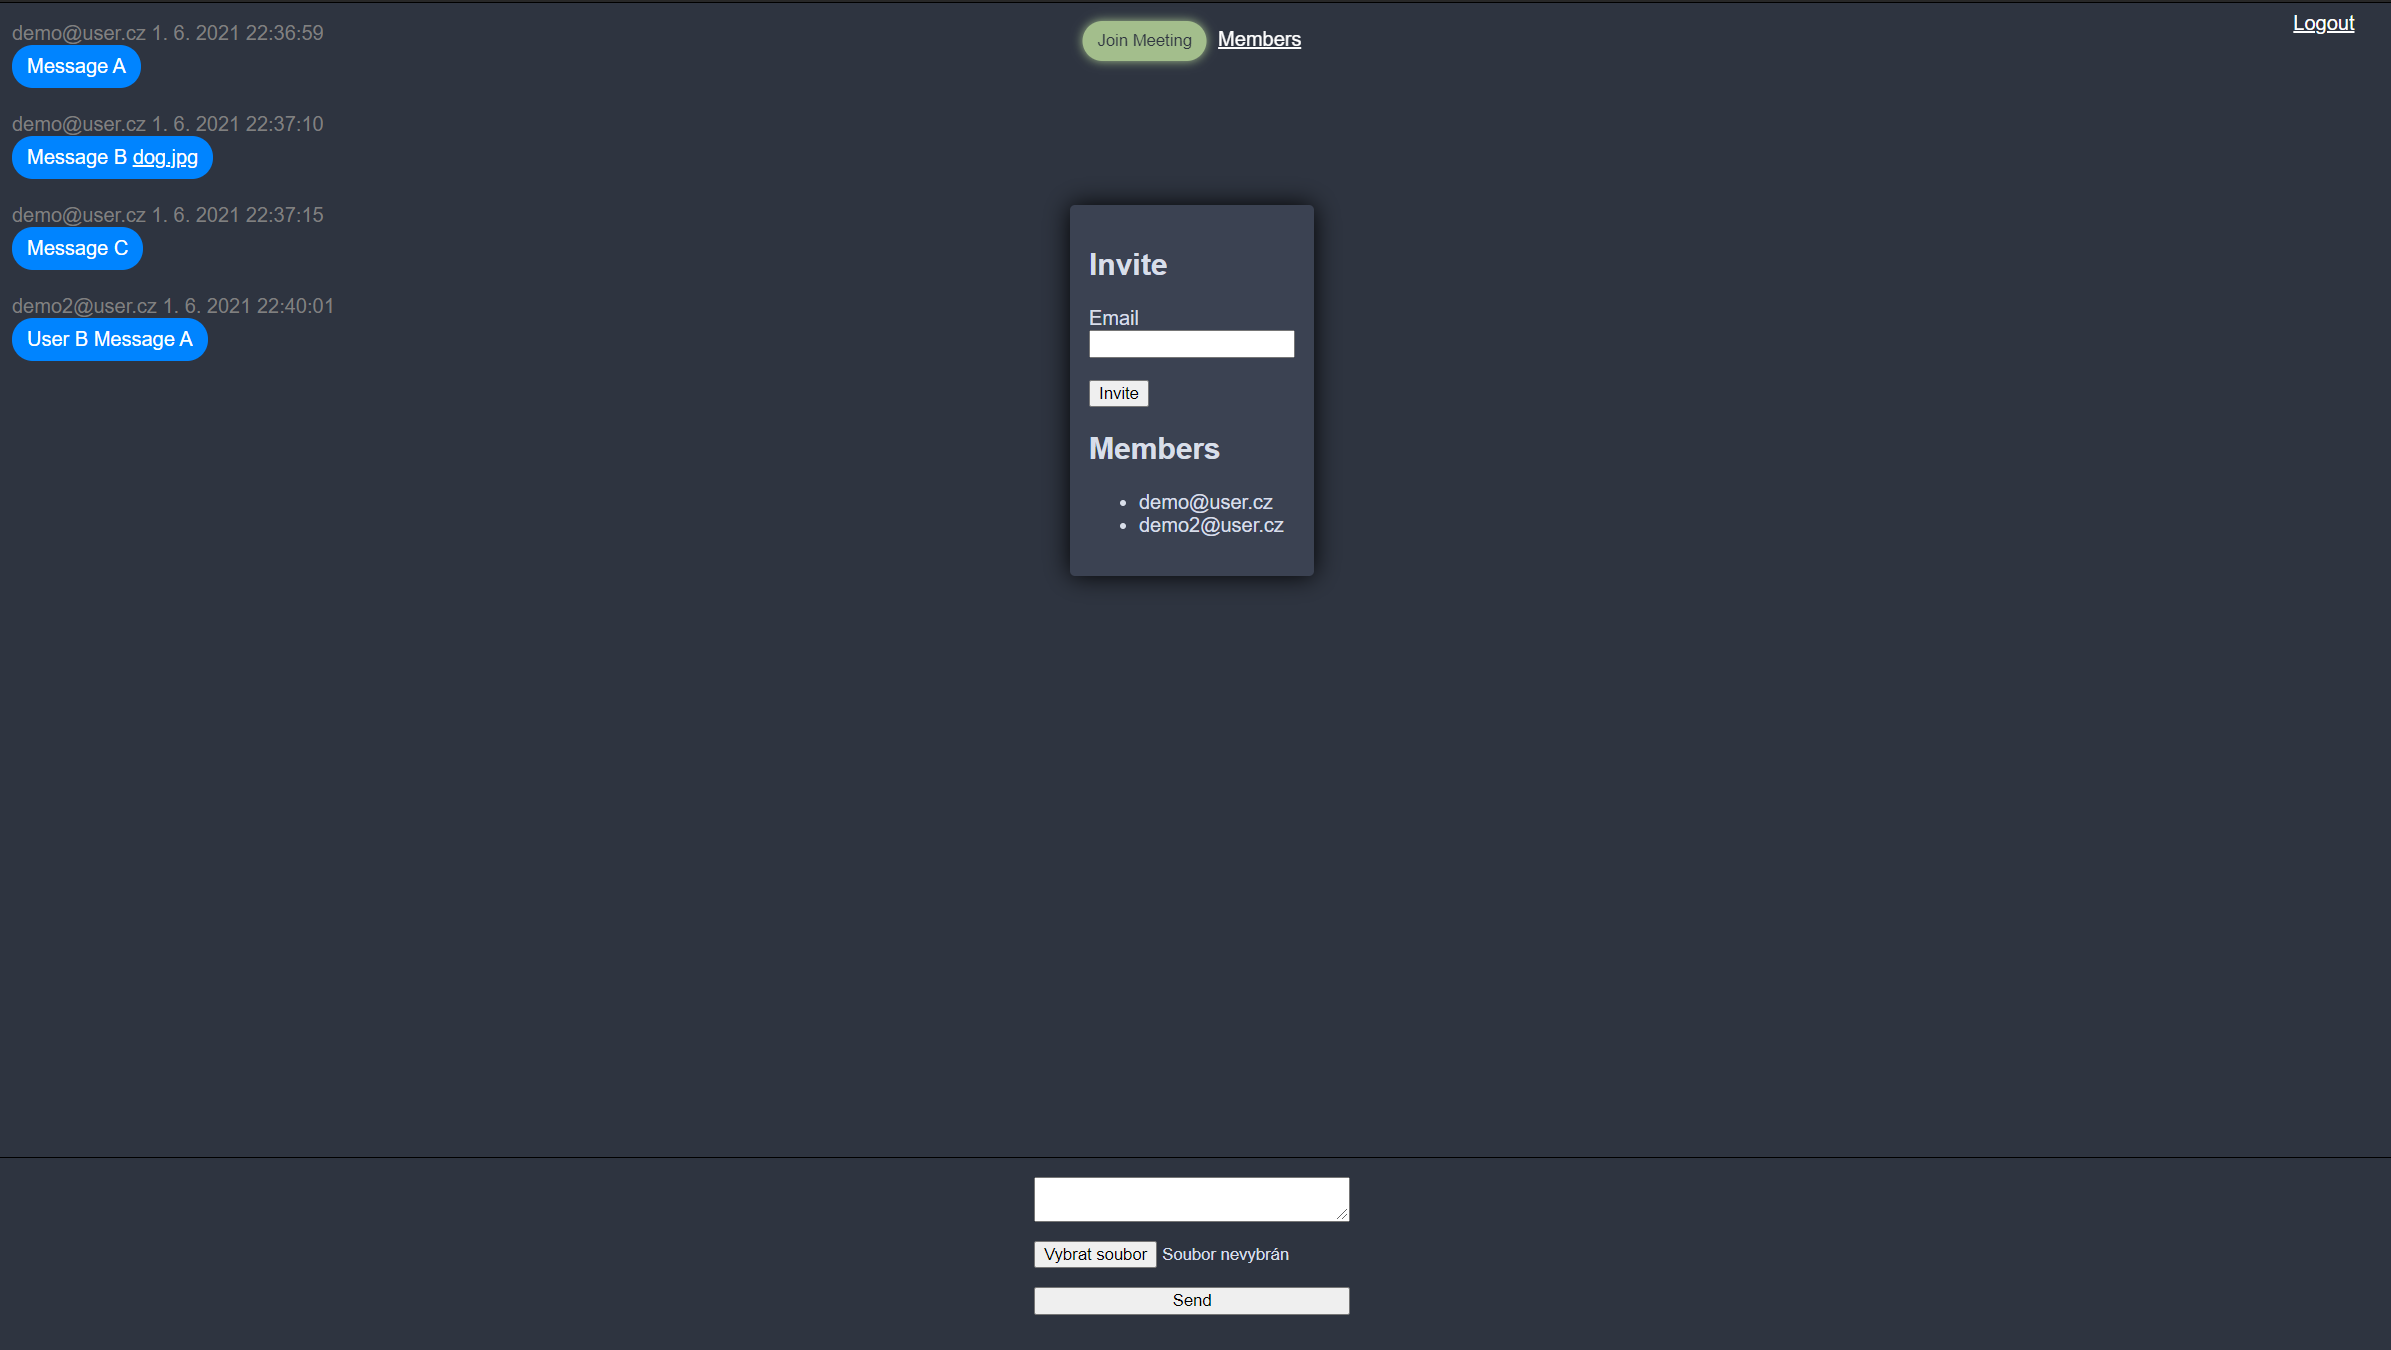 demo@user.cz 1. 6. 2021 22:36:59
Message A
demo@user.cz 1. 6. 2021 22:37:10
Message B dog.jpg
demo@user.cz 1. 6. 2021 22:37:15
Message C
demo2@user.cz 1. 6. 2021 22:40:01
User B Message A
Join Meeting Members
Logout
Invite
Email
Invite
Members
demo@user.cz
demo2@user.cz
Vybrat soubor Soubor nevybrán
Send